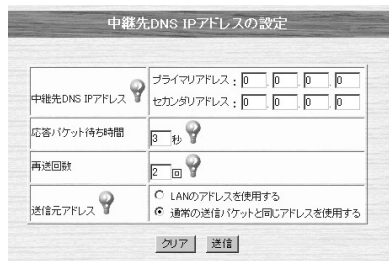 中継先DNS IPアドレスの設定
中継先DNS IPアドレス
プライマリアドレス : 0 . 0 . 0 . 0
セカンダリアドレス : 0 . 0 . 0 . 0
応答パケット待ち時間
3 秒
再送回数
2 回
送信元アドレス
LANのアドレスを使用する
通常の送信パケットと同じアドレスを使用する
クリア 送信